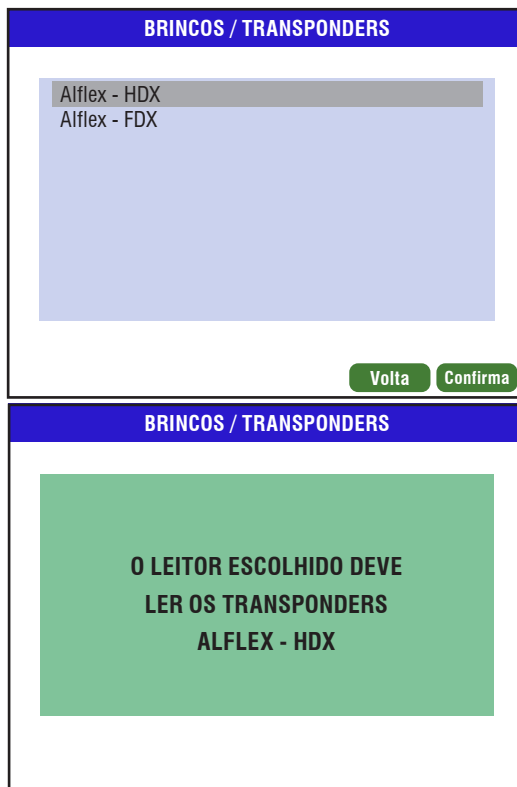 BRINCOS / TRANSPONDERS
Alflex - HDX
Alflex - FDX
Volta Confirma
BRINCOS / TRANSPONDERS
O LEITOR ESCOLHIDO DEVE
LER OS TRANSPONDERS
ALFLEX - HDX